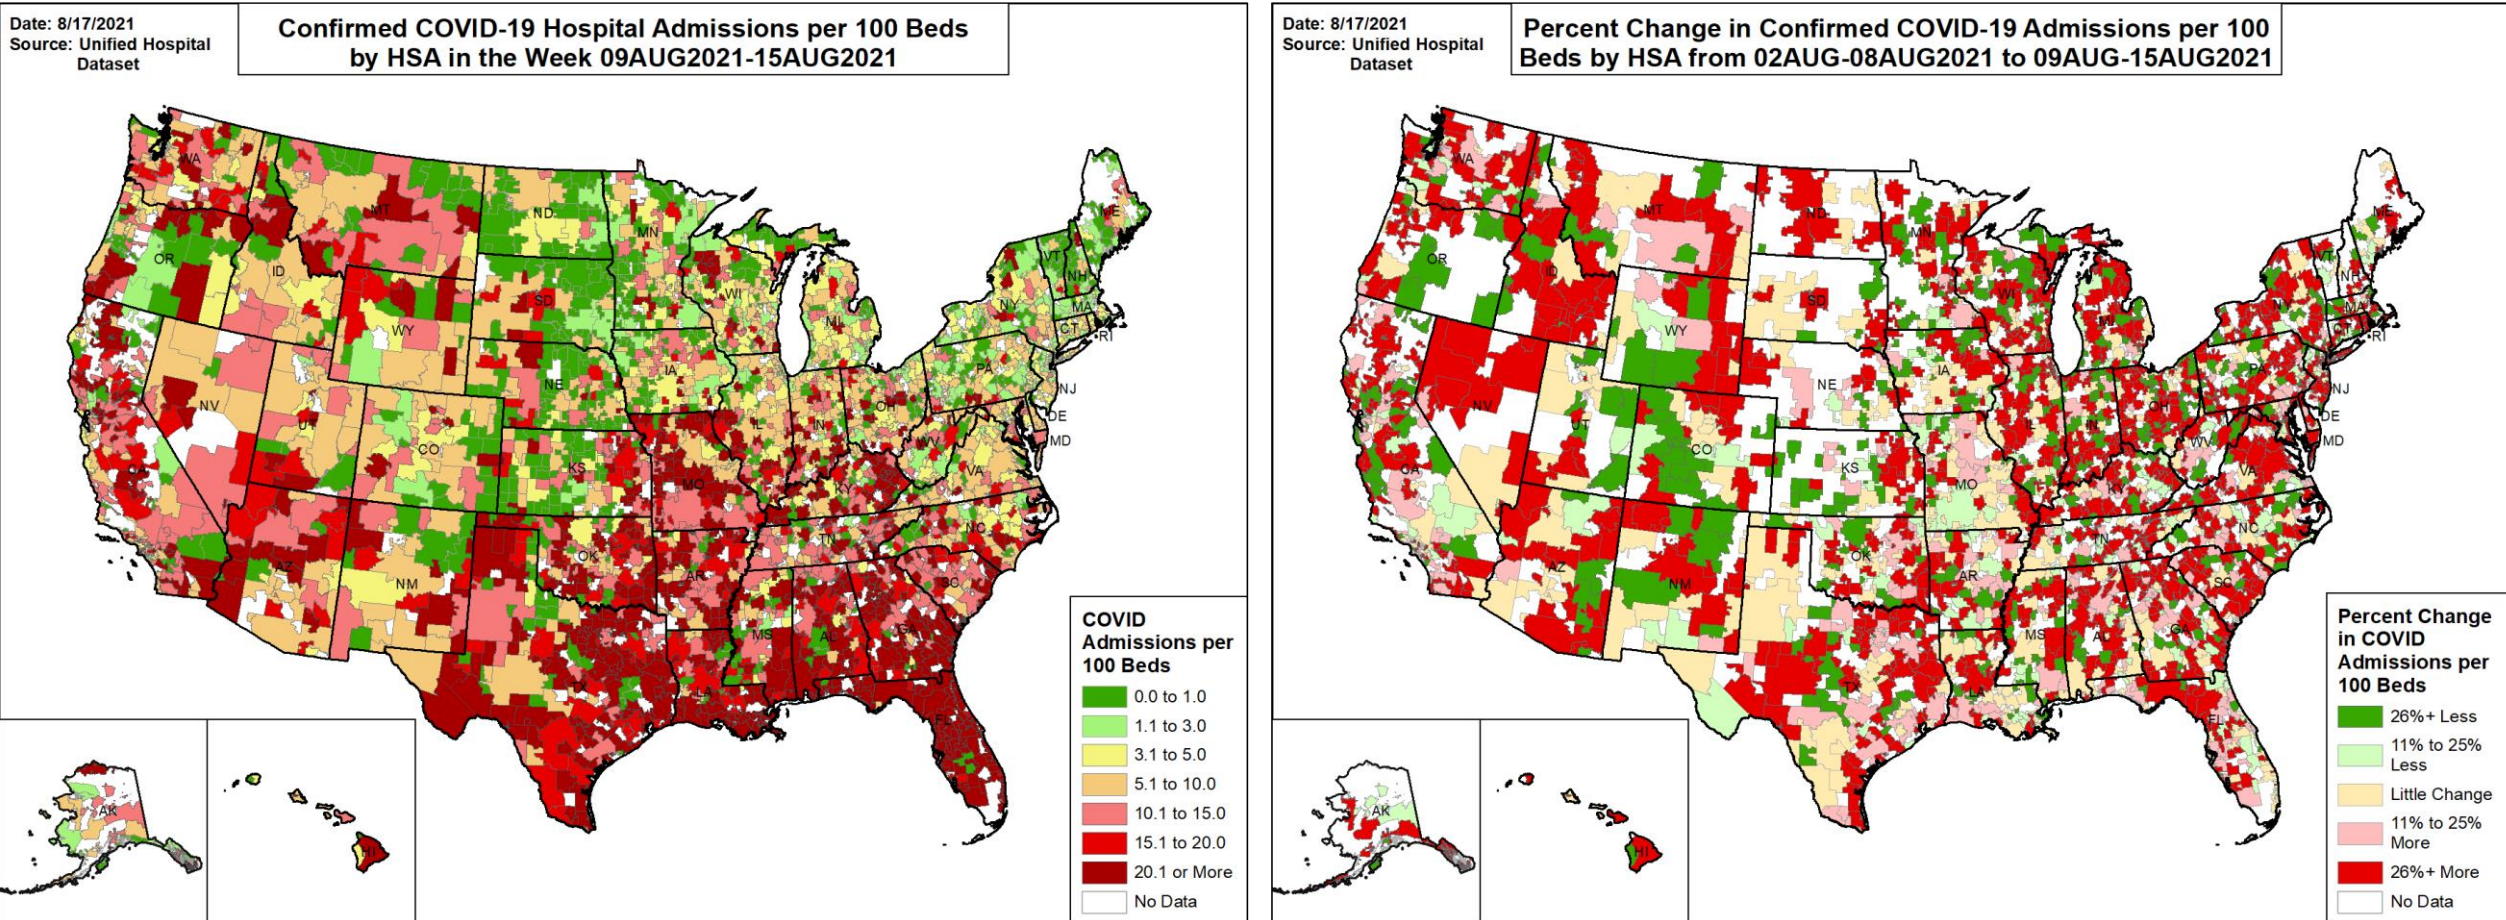 Date: 8/17/2021
Source: Unified Hospital
Dataset
Confirmed COVID-19 Hospital Admissions per 100 Beds
by HSA in the Week 09AUG2021-15AUG2021
WA
MT
ND
MN
ME
OR
ID
SD
WI
VT
NH
WY
MI
NY
MA
CT
RI
NV
NE
IA
PA
NJ
UT
CO
IL
IN
OH
DE
MD
CA
KS
MO
WV
VA
KY
AZ
NM
OK
AR
TN
NC
SC
MS
AL
GA
TX
LA
FL
AK
HI
COVID
Admissions per
100 Beds
0.0 to 1.0
1.1 to 3.0
3.1 to 5.0
5.1 to 10.0
10.1 to 15.0
15.1 to 20.0
20.1 or More
No Data
Date: 8/17/2021
Source: Unified Hospital
Dataset
Percent Change in Confirmed COVID-19 Admissions per 100
Beds by HSA from 02AUG-08AUG2021 to 09AUG-15AUG2021
WA
MT
ND
MN
ME
OR
ID
SD
WI
VT
NH
WY
MI
NY
MA
CT
RI
NV
NE
IA
PA
NJ
UT
CO
IL
IN
OH
DE
MD
CA
KS
MO
WV
VA
KY
AZ
NM
OK
AR
TN
NC
SC
MS
AL
GA
TX
LA
FL
AK
HI
Percent Change
in COVID
Admissions per
100 Beds
26%+ Less
11% to 25%
Less
Little Change
11% to 25%
More
26%+ More
No Data